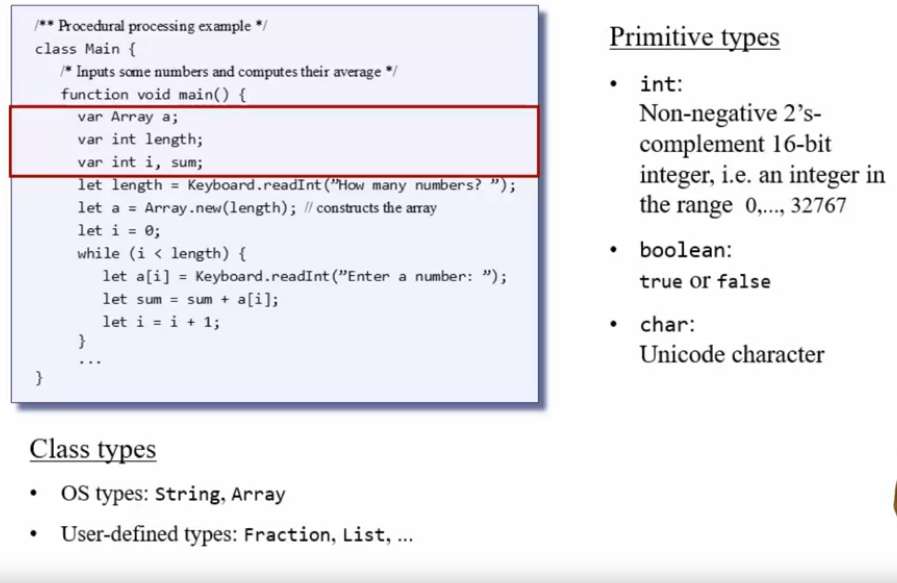 /** Procedural processing example */
class Main {
/* Inputs some numbers and computes their average */
function void main() {
var Array a;
var int length;
var int i, sum;
let length = Keyboard.readInt(”How many numbers? ”);
let a = Array.new(length); // constructs the array
let i = 0;
while (i < length) {
let a[i] = Keyboard.readInt(”Enter a number: ”);
let sum = sum + a[i];
let i = i + 1;
}
...
}
Primitive types
• int:
Non-negative 2’s-
complement 16-bit
integer, i.e. an integer in
the range 0,..., 32767
• boolean:
true or false
• char:
Unicode character
Class types
• OS types: String, Array
• User-defined types: Fraction, List, ...